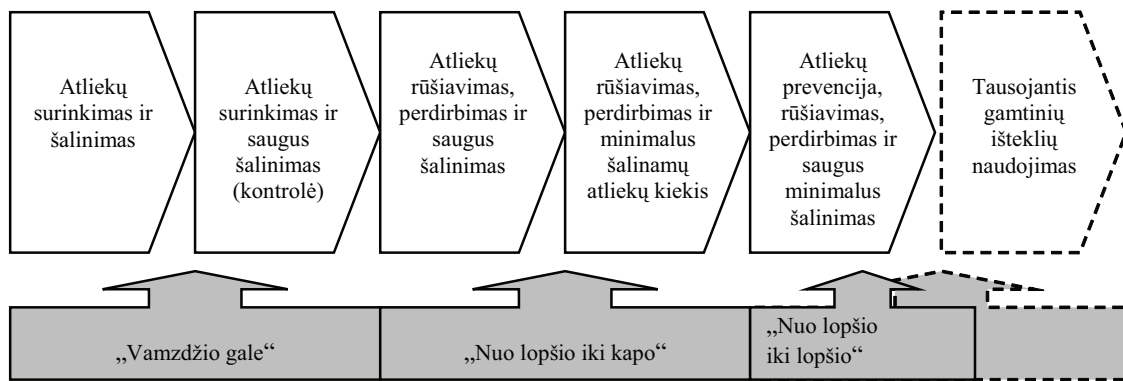 Atliekų
surinkimas ir
šalinimas
Atliekų
surinkimas ir
saugus
šalinimas
(kontrolė)
Atliekų
rūšiavimas,
perdirbimas ir
saugus
šalinimas
Atliekų
rūšiavimas,
perdirbimas ir
minimalus
šalinamų
atliekų kiekis
Atliekų
prevencija,
rūšiavimas,
perdirbimas ir
saugus
minimalus
šalinimas
Tausojantis
gamtinių
išteklių
naudojimas
„Vamzdžio gale“
„Nuo lopšio iki kapo“
„Nuo lopšio
iki lopšio“